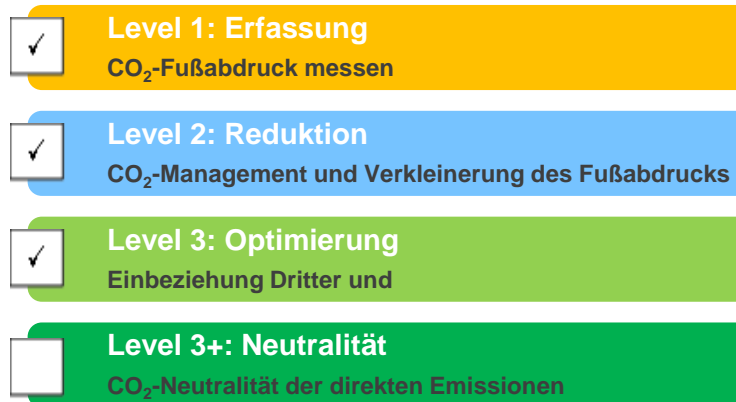 Level 1: Erfassung
CO₂-Fußabdruck messen
Level 2: Reduktion
CO₂-Management und Verkleinerung des Fußabdrucks
Level 3: Optimierung
Einbeziehung Dritter und
Level 3+: Neutralität
CO₂-Neutralität der direkten Emissionen